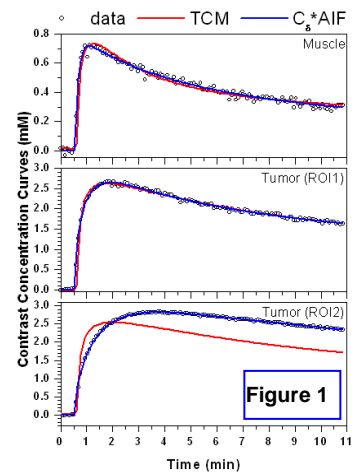 data TCM Cδ*AIF
Muscle
0.8
0.6
0.4
0.2
0.0
Tumor (ROI1)
3.0
2.5
2.0
1.5
1.0
0.5
0.0
Tumor (ROI2)
3.0
2.5
2.0
1.5
1.0
0.5
0.0
Contrast Concentration Curves (mM)
Figure 1
0 1 2 3 4 5 6 7 8 9 10 11
Time (min)